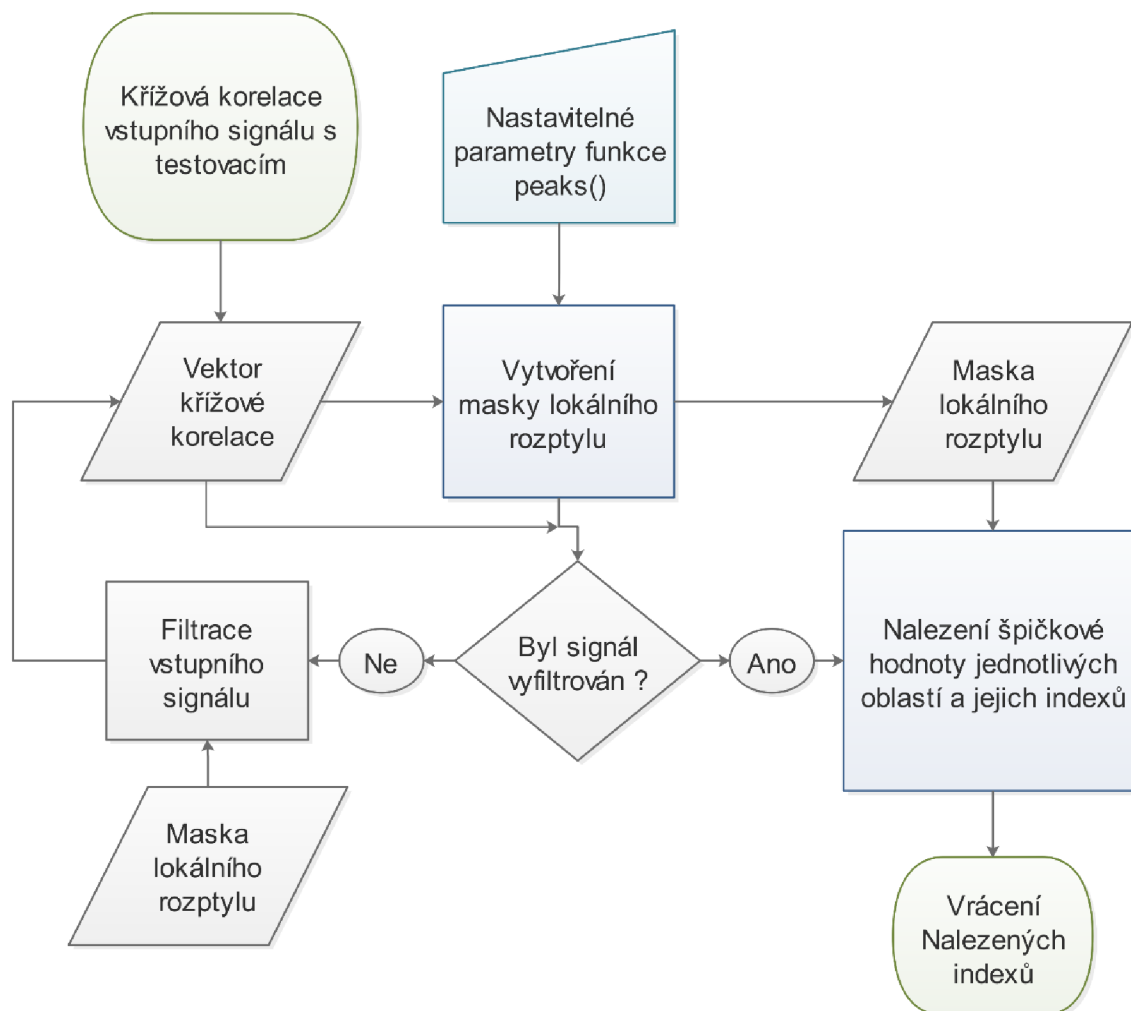 Křížová korelace
vstupního signálu s
testovacím
Nastavitelné
parametry funkce
peaks()
Vektor
křížové
korelace
Vytvoření
masky lokálního
rozptylu
Maska
lokálního
rozptylu
Filtrace
vstupního
signálu
Ne
Byl signál
vyfiltrován ?
Ano
Nalezení špičkové
hodnoty jednotlivých
oblastí a jejich indexů
Maska
lokálního
rozptylu
Vrácení
Nalezených
indexů